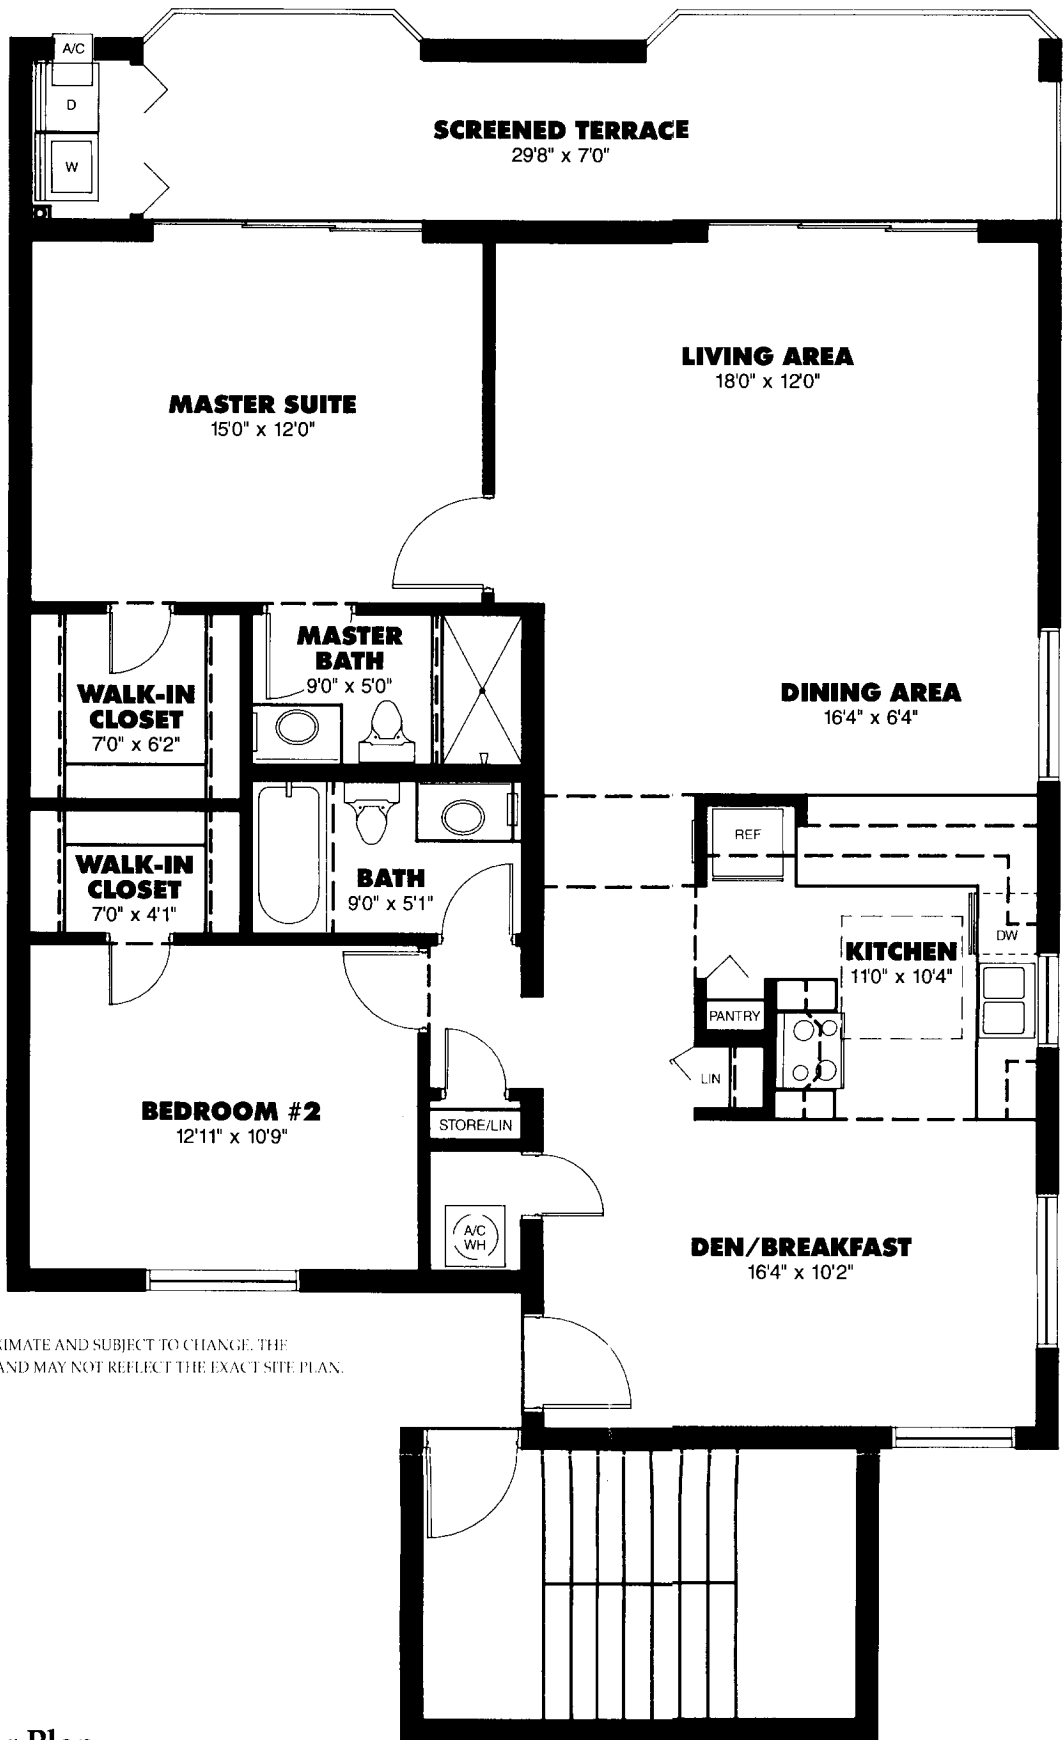 A/C
D
W
SCREENED TERRACE
29'8" x 7'0"
LIVING AREA
18'0" x 12'0"
MASTER SUITE
15'0" x 12'0"
MASTER
BATH
9'0" x 5'0"
WALK-IN
CLOSET
7'0" x 6'2"
DINING AREA
16'4" x 6'4"
REF
WALK-IN
CLOSET
7'0" x 4'1"
BATH
9'0" x 5'1"
DW
KITCHEN
11'0" x 10'4"
PANTRY
LIN
BEDROOM #2
12'11" x 10'9"
STORE/LIN
A/C
WH
DEN/BREAKFAST
16'4" x 10'2"
AND SUBJECT TO CHANGE. THE
AND MAY NOT REFLECT THE EXACT SITE PLAN.
Plan